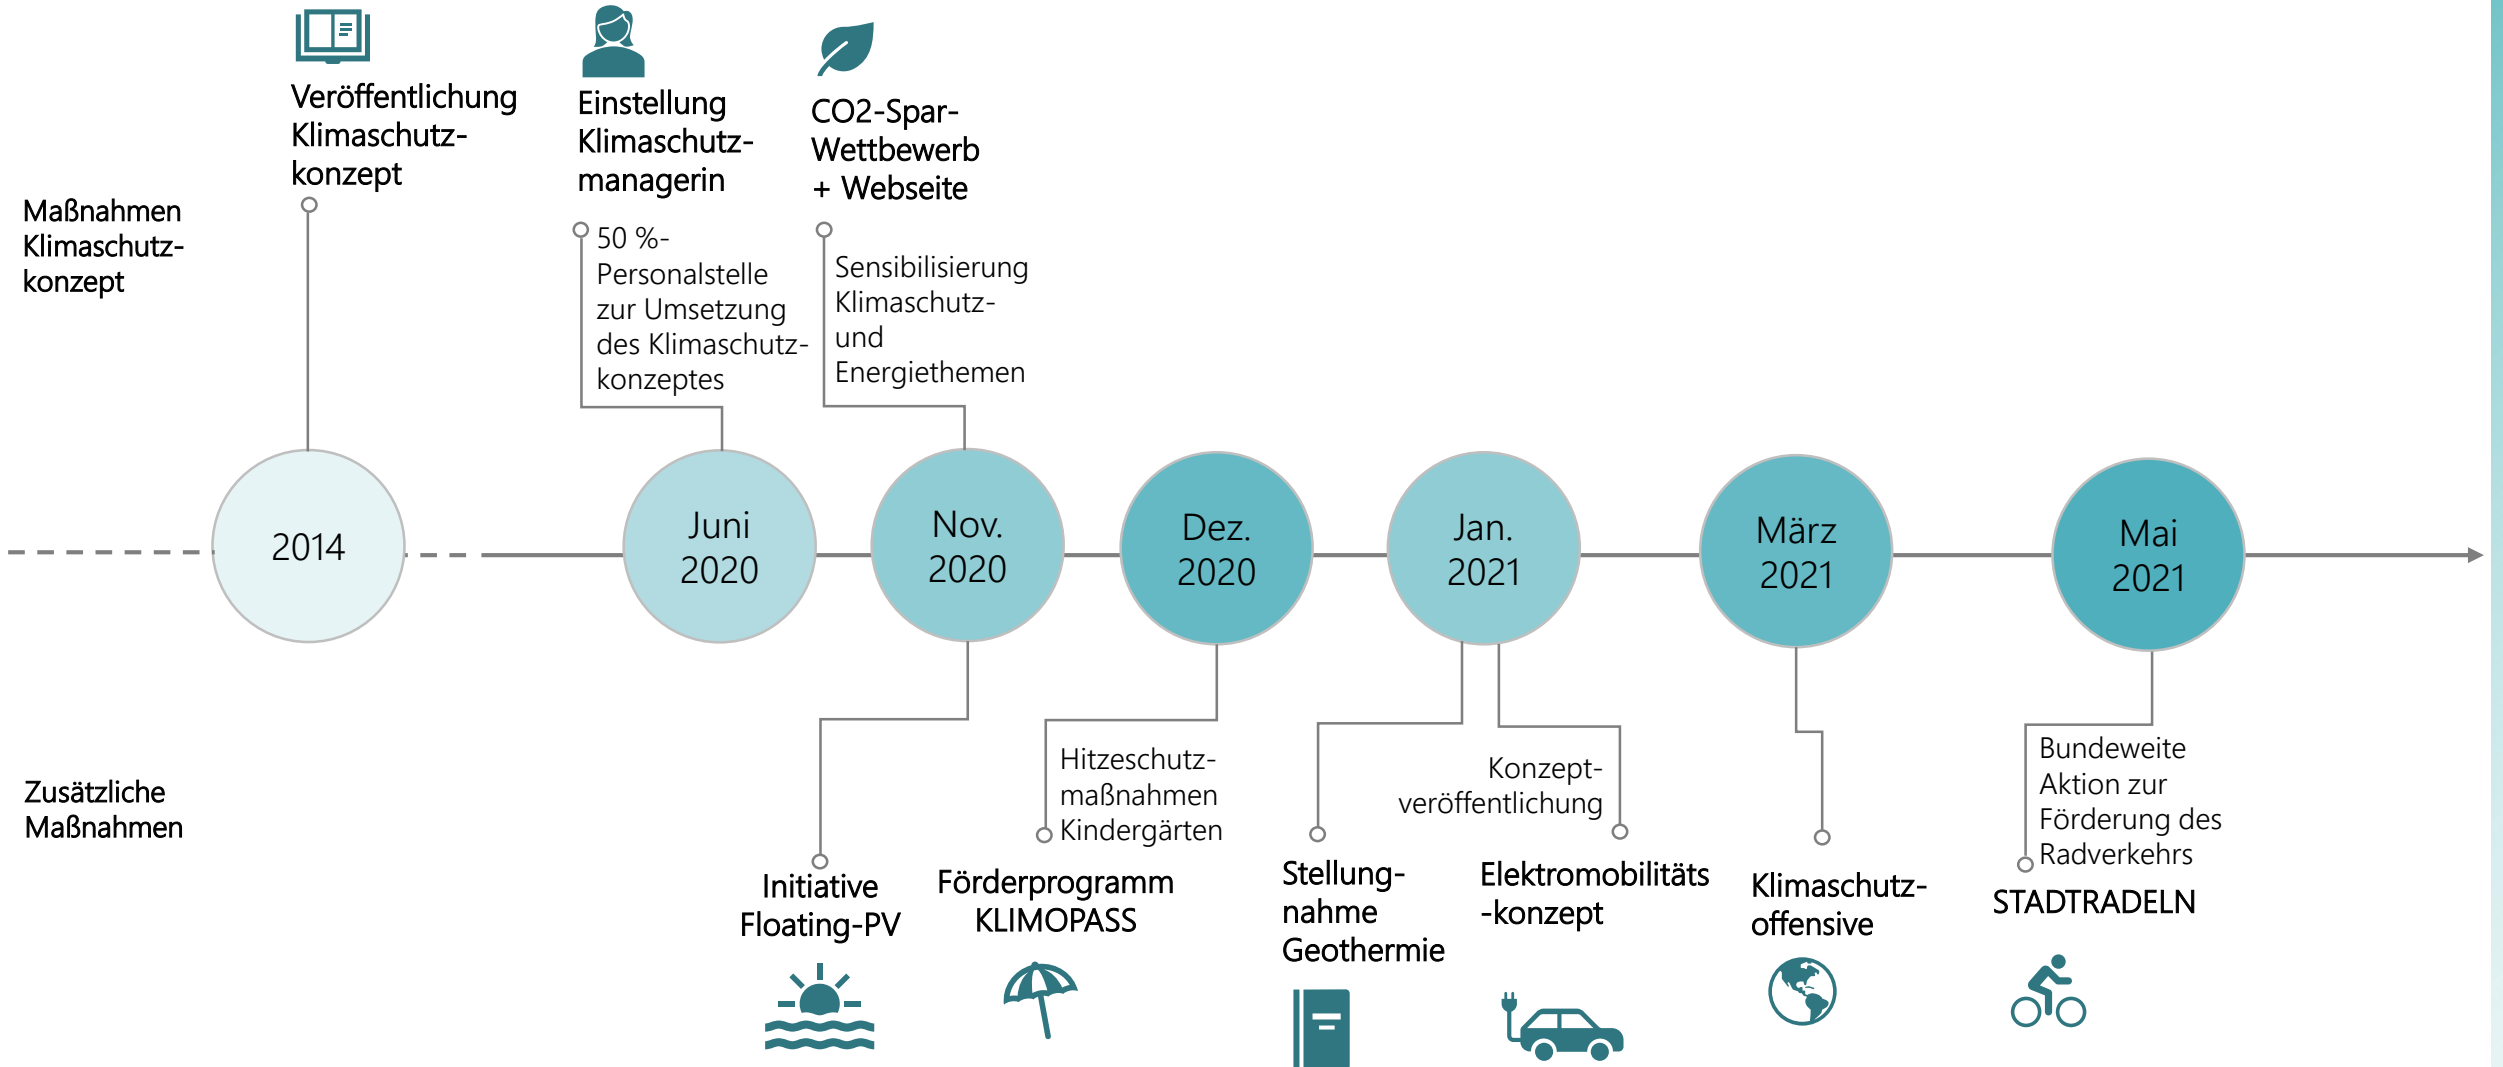 Veröffentlichung
Klimaschutz-
konzept
Einstellung
Klimaschutz-
managerin
CO2-Spar-
Wettbewerb
+ Webseite
Maßnahmen
Klimaschutz-
konzept
50 %-
Personalstelle
zur Umsetzung
des Klimaschutz-
konzeptes
Sensibilisierung
Klimaschutz-
und
Energiethemen
2014
Juni
2020
Nov.
2020
Dez.
2020
Jan.
2021
März
2021
Mai
2021
Zusätzliche
Maßnahmen
Initiative
Floating-PV
Hitzeschutz-
maßnahmen
Kindergärten
Förderprogramm
KLIMOPASS
Stellung-
nahme
Geothermie
Konzept-
veröffentlichung
Elektromobilitäts
-konzept
Klimaschutz-
offensive
Bundeweite
Aktion zur
Förderung des
Radverkehrs
STADTRADELN